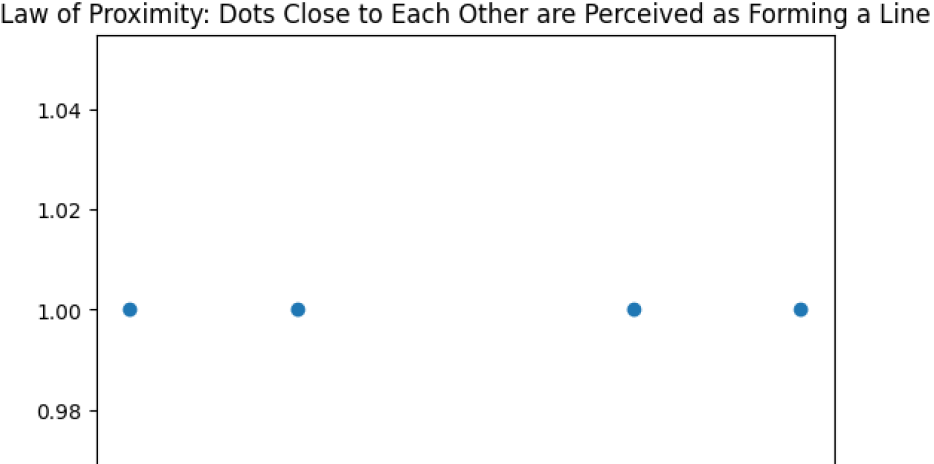 Law of Proximity: Dots Close to Each Other are Perceived as Forming a Line
1.04
1.02
1.00
0.98